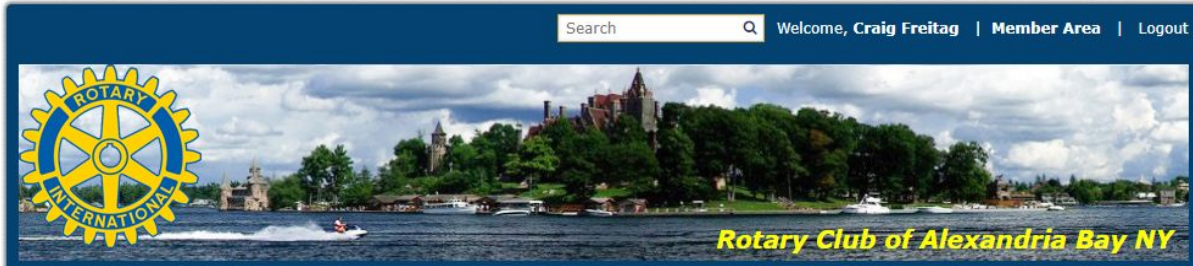 Search
Welcome, Craig Freitag | Member Area | Logout
ROTARY
INTERNATIONAL
Rotary Club of Alexandria Bay NY